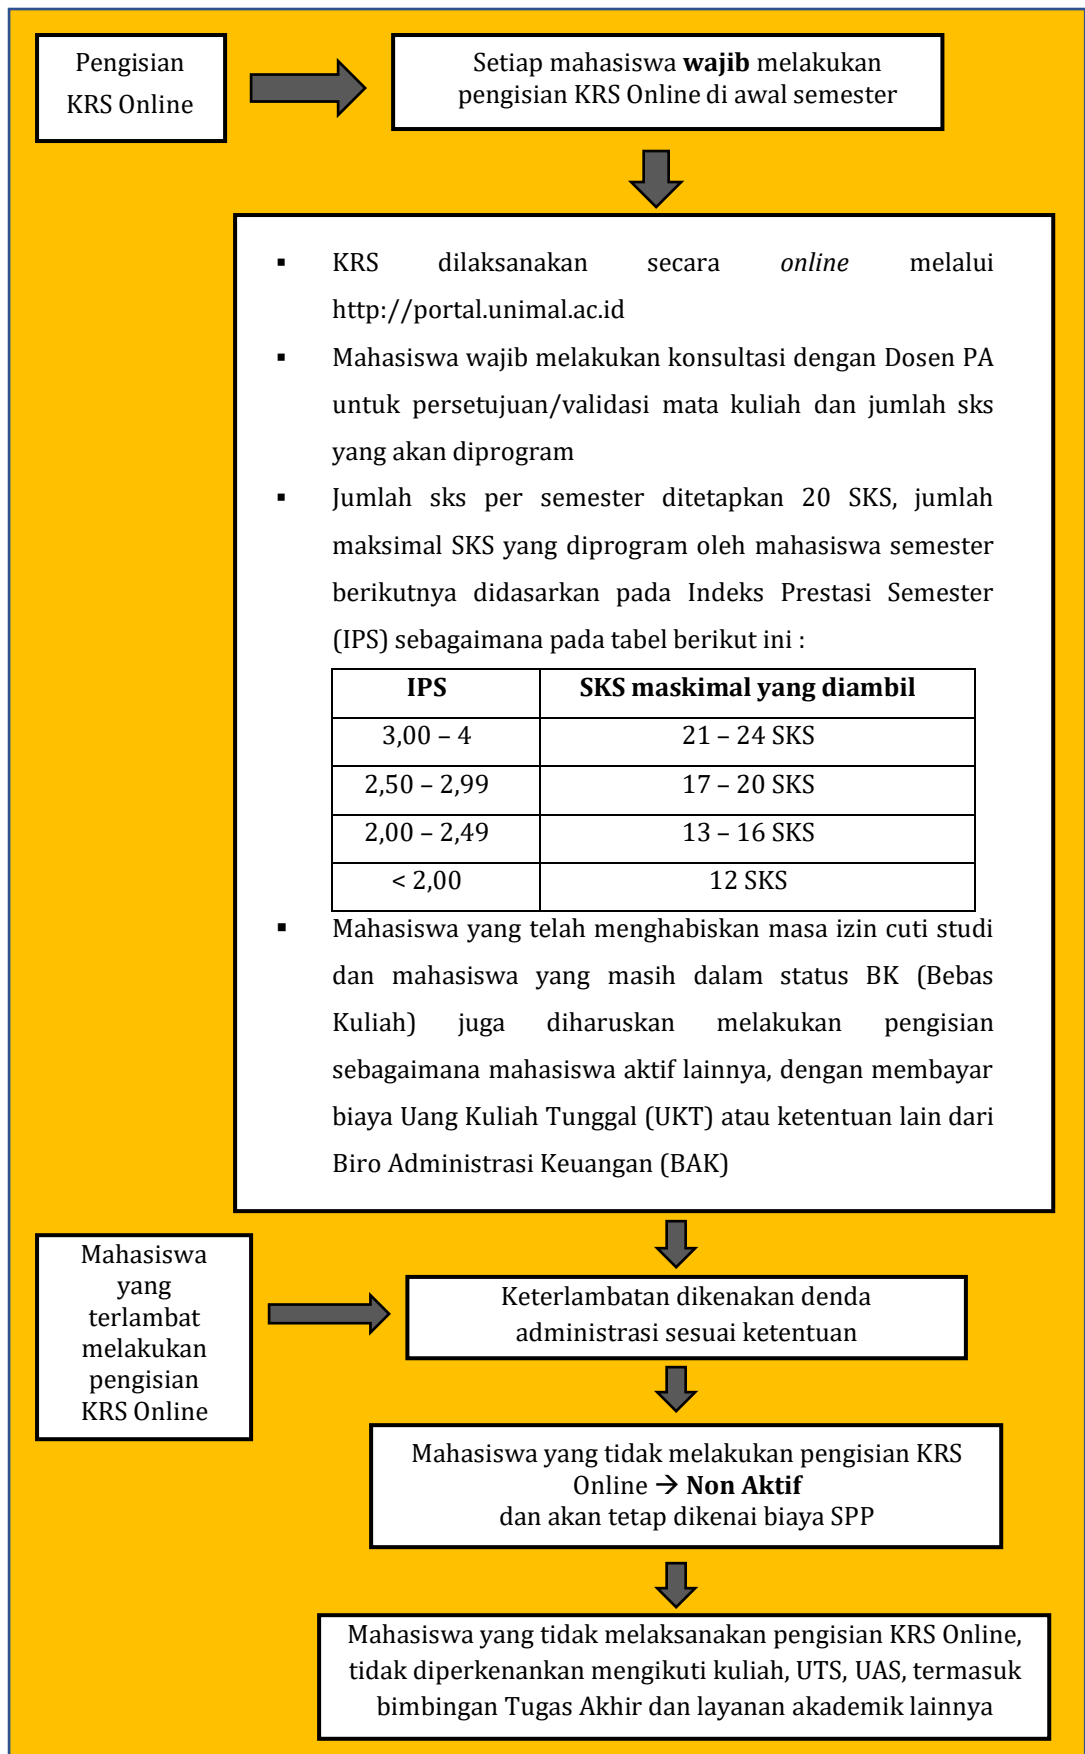 Pengisian
KRS Online
Setiap mahasiswa wajib melakukan
pengisian KRS Online di awal semester
▪ KRS dilaksanakan secara online melalui
http://portal.unimal.ac.id
▪ Mahasiswa wajib melakukan konsultasi dengan Dosen PA
untuk persetujuan/validasi mata kuliah dan jumlah sks
yang akan diprogram
▪ Jumlah sks per semester ditetapkan 20 SKS, jumlah
maksimal SKS yang diprogram oleh mahasiswa semester
berikutnya didasarkan pada Indeks Prestasi Semester
(IPS) sebagaimana pada tabel berikut ini :
IPS SKS maskimal yang diambil
3,00 – 4 21 – 24 SKS
2,50 – 2,99 17 – 20 SKS
2,00 – 2,49 13 – 16 SKS
< 2,00 12 SKS
▪ Mahasiswa yang telah menghabiskan masa izin cuti studi
dan mahasiswa yang masih dalam status BK (Bebas
Kuliah) juga diharuskan melakukan pengisian
sebagaimana mahasiswa aktif lainnya, dengan membayar
biaya Uang Kuliah Tunggal (UKT) atau ketentuan lain dari
Biro Administrasi Keuangan (BAK)
Mahasiswa
yang
terlambat
melakukan
pengisian
KRS Online
Keterlambatan dikenakan denda
administrasi sesuai ketentuan
Mahasiswa yang tidak melakukan pengisian KRS
Online → Non Aktif
dan akan tetap dikenai biaya SPP
Mahasiswa yang tidak melaksanakan pengisian KRS Online,
tidak diperkenankan mengikuti kuliah, UTS, UAS, termasuk
bimbingan Tugas Akhir dan layanan akademik lainnya